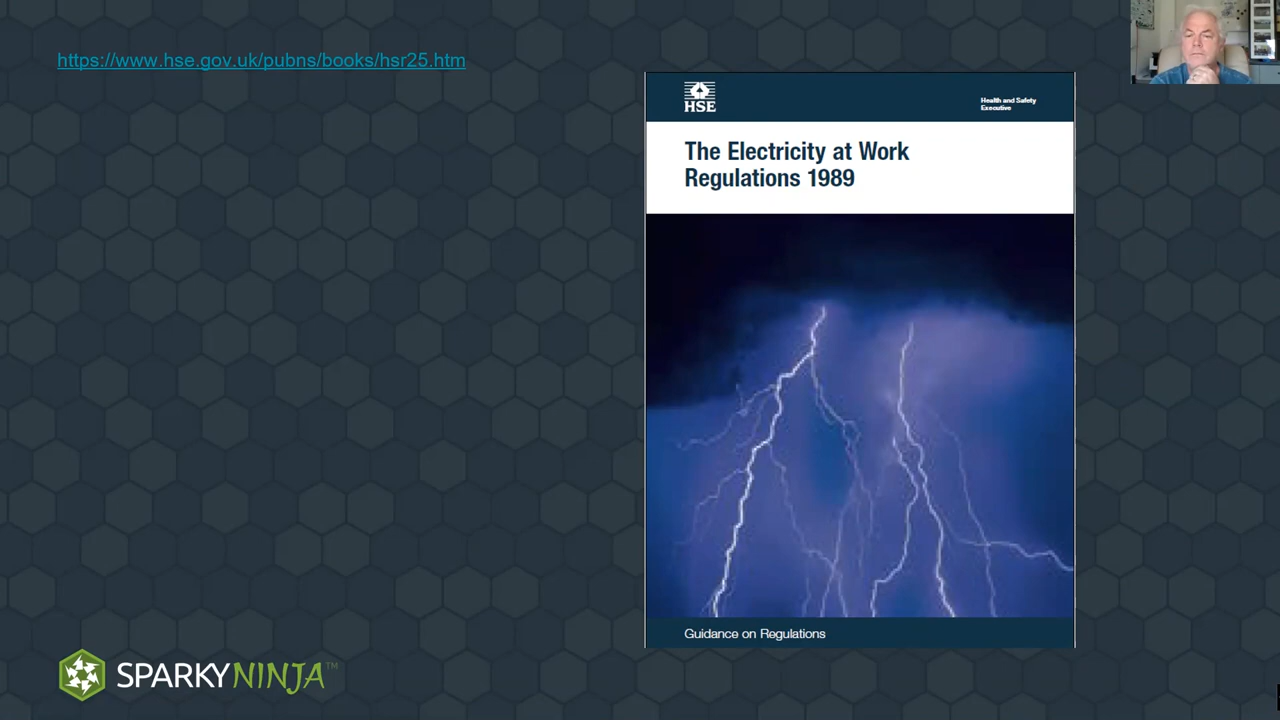 https://www.hse.gov.uk/pubns/books/hsr25.htm
HSE
Health and Safety
Executive
The Electricity at Work
Regulations 1989
Guidance on Regulations
SPARKYNINJA™